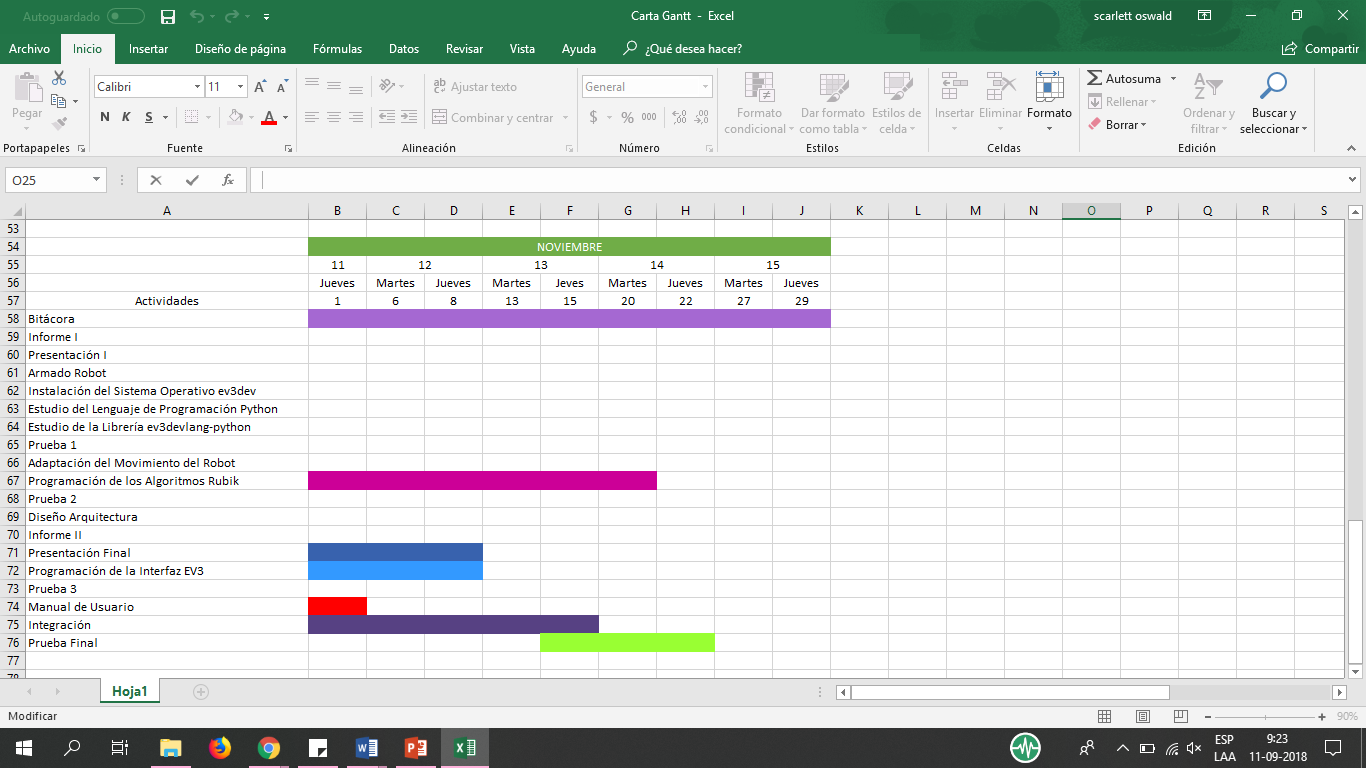 Autoguardado
Carta Gantt - Excel
scarlett oswald
Archivo Inicio Insertar Diseño de página Fórmulas Datos Revisar Vista Ayuda ¿Qué desea hacer? Compartir
Pegar
Portapapeles
Calibri 11
N K S
Fuente
Ajustar texto
Combinar y centrar
Alineación
General
$ % 000
Número
Formato condicional
Dar formato como tabla
Estilos de celda
Estilos
Insertar Eliminar Formato
Celdas
Autosuma
Rellenar
Borrar
Ordenar y filtrar
Buscar y seleccionar
Edición
O25 fx
A B C D E F G H I J K L M N O P Q R S
53
54 NOVIEMBRE
55 11 12 13 14 15
56 Jueves Martes Jueves Martes Jeves Martes Jueves Martes Jueves
57 Actividades 1 6 8 13 15 20 22 27 29
58 Bitácora
59 Informe I
60 Presentación I
61 Armado Robot
62 Instalación del Sistema Operativo ev3dev
63 Estudio del Lenguaje de Programación Python
64 Estudio de la Librería ev3devlang-python
65 Prueba 1
66 Adaptación del Movimiento del Robot
67 Programación de los Algoritmos Rubik
68 Prueba 2
69 Diseño Arquitectura
70 Informe II
71 Presentación Final
72 Programación de la Interfaz EV3
73 Prueba 3
74 Manual de Usuario
75 Integración
76 Prueba Final
77
78
Hoja1
Modificar
90%
ESP
LAA
9:23
11-09-2018